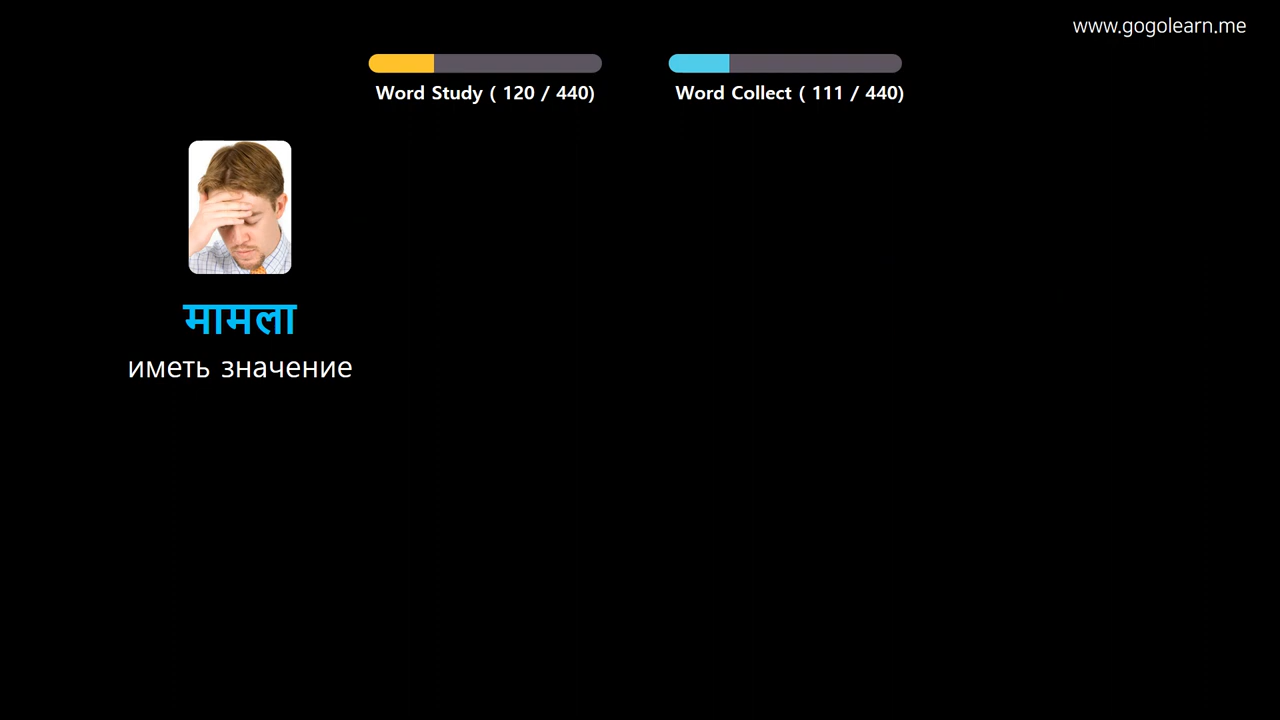 www.gogolearn.me
Word Study ( 120 / 440)
Word Collect ( 111 / 440)
मामला
иметь значение